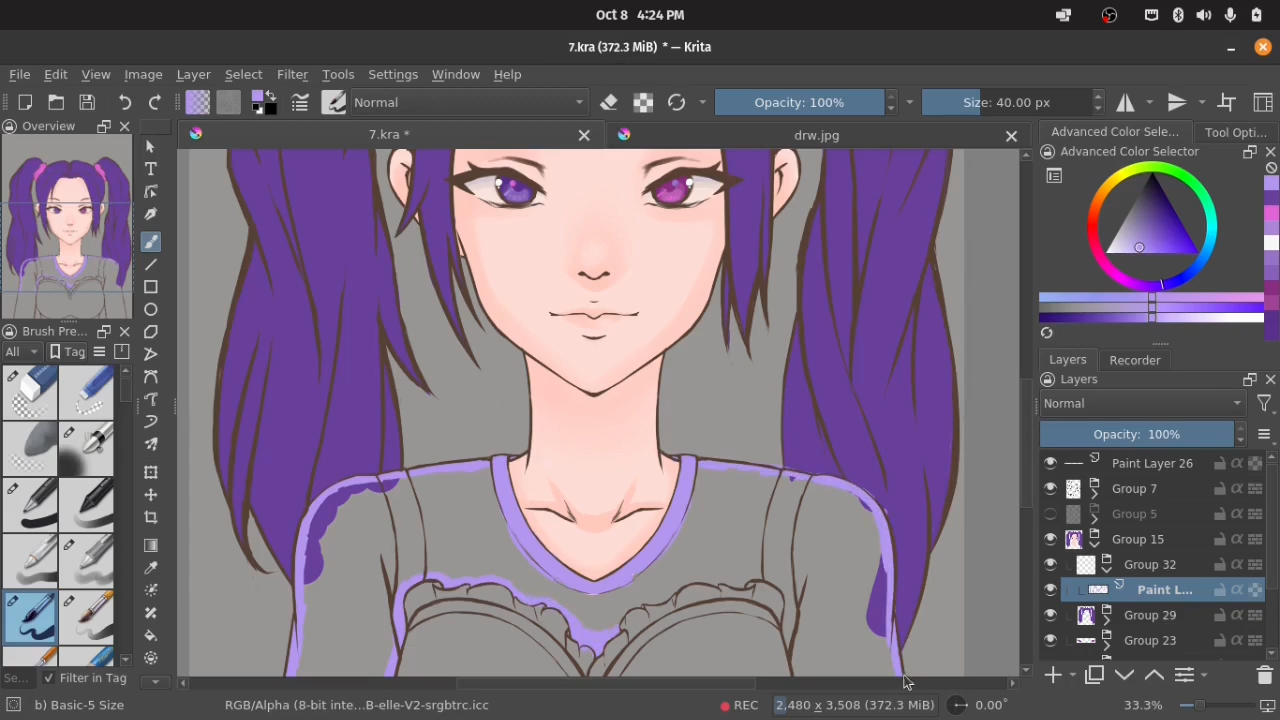 Oct 8 4:24 PM
7.kra (372.3 MiB) * — Krita
File Edit View Image Layer Select Filter Tools Settings Window Help
Normal
Opacity: 100%
Size: 40.00 px
Overview
7.kra *
drw.jpg
Advanced Color Sele...
Tool Opti...
Advanced Color Selector
Brush Pre...
All
Tag
Layers
Recorder
Layers
Normal
Opacity: 100%
Paint Layer 26
Group 7
Group 5
Group 15
Group 32
Paint L...
Group 29
Group 23
Se...
Filter in Tag
b) Basic-5 Size
RGB/Alpha (8-bit inte...B-elle-V2-srgbtrc.icc
REC
2,480 x 3,508 (372.3 MiB)
0.00°
33.3%